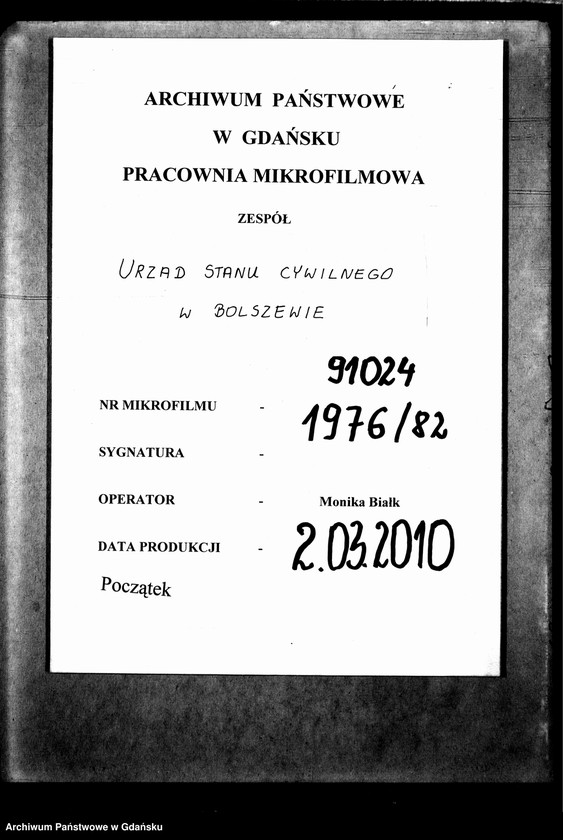 ARCHIWUM PAŃSTWOWE
W GDAŃSKU
PRACOWNIA MIKROFILMOWA
ZESPÓŁ
URZĄD STANU CYWILNEGO
W BOLSZEWIE
91024
NR MIKROFILMU -
1976/82
SYGNATURA -
OPERATOR - Monika Białk
DATA PRODUKCJI - 2.03.2010
Początek
Archiwum Państwowe w Gdańsku